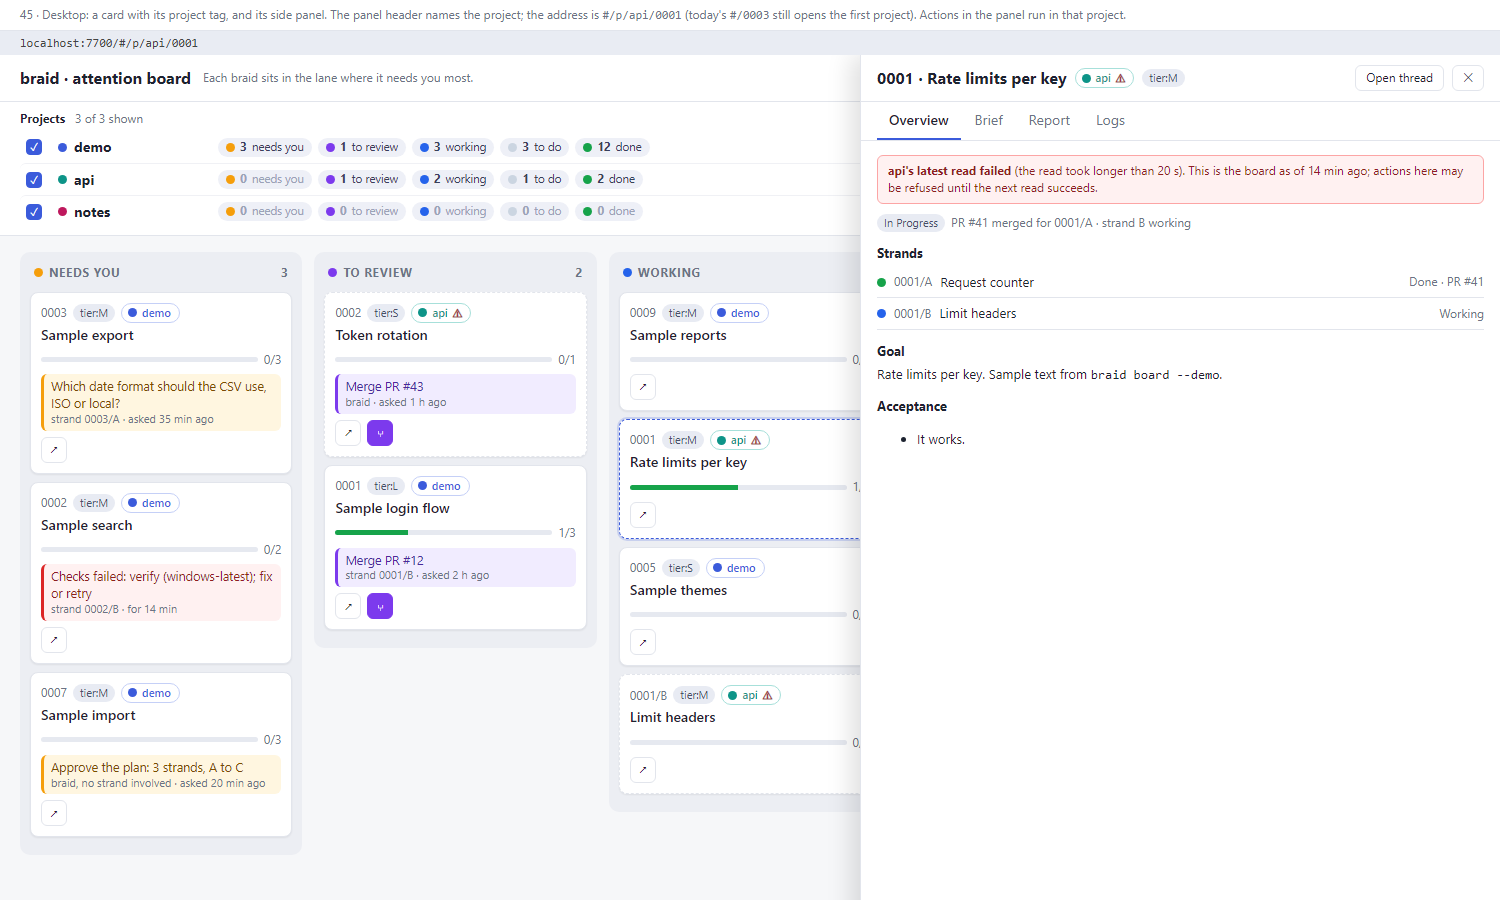 45 · Desktop: a card with its project tag, and its side panel. The panel header names the project; the address is #/p/api/0001 (today's #/0003 still opens the first project). Actions in the panel run in that project.
localhost:7700/#/p/api/0001
braid · attention board Each braid sits in the lane where it needs you most.
Projects 3 of 3 shown
demo 3 needs you 1 to review 3 working 3 to do 12 done
api 0 needs you 1 to review 2 working 1 to do 2 done
notes 0 needs you 0 to review 0 working 0 to do 0 done
NEEDS YOU 3
0003 tier:M demo
Sample export
0/3
Which date format should the CSV use,
ISO or local?
strand 0003/A · asked 35 min ago
0002 tier:M demo
Sample search
0/2
Checks failed: verify (windows-latest); fix
or retry
strand 0002/B · for 14 min
0007 tier:M demo
Sample import
0/3
Approve the plan: 3 strands, A to C
braid, no strand involved · asked 20 min ago
TO REVIEW 2
0002 tier:S api
Token rotation
0/1
Merge PR #43
braid · asked 1 h ago
0001 tier:L demo
Sample login flow
1/3
Merge PR #12
strand 0001/B · asked 2 h ago
WORKING
0009 tier:M demo
Sample reports
0/
0001 tier:M api
Rate limits per key
1/
0005 tier:S demo
Sample themes
0/
0001/B tier:M api
Limit headers
0/
0001 · Rate limits per key api tier:M Open thread
Overview Brief Report Logs
api's latest read failed (the read took longer than 20 s). This is the board as of 14 min ago; actions here may
be refused until the next read succeeds.
In Progress PR #41 merged for 0001/A · strand B working
Strands
0001/A Request counter Done · PR #41
0001/B Limit headers Working
Goal
Rate limits per key. Sample text from braid board --demo.
Acceptance
• It works.